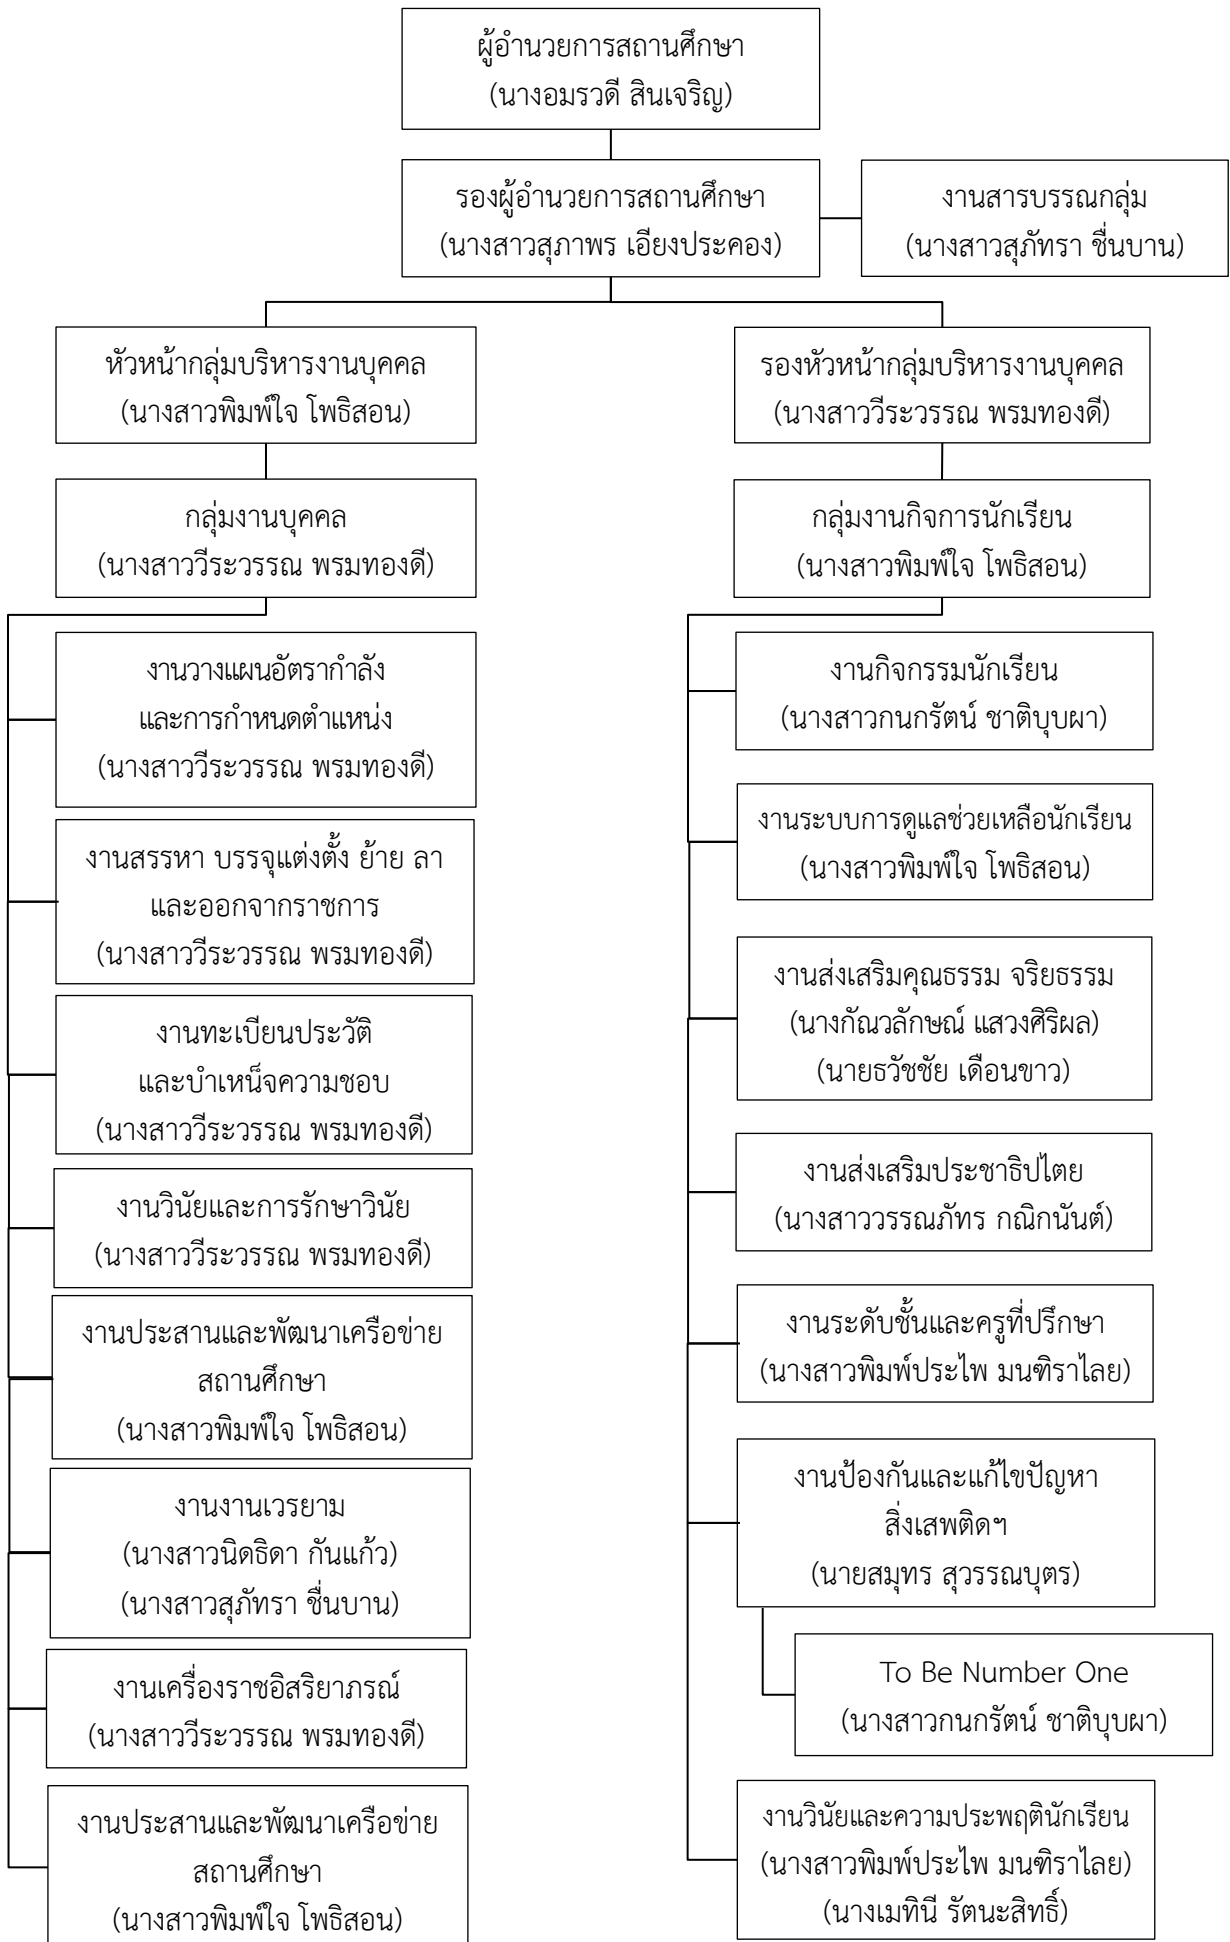 ผู้อำนวยการสถานศึกษา
(นางอมรวดี สินเจริญ)
รองผู้อำนวยการสถานศึกษา
(นางสาวสุภาพร เอียงประคอง)
งานสารบรรณกลุ่ม
(นางสาวสุภัทรา ชื่นบาน)
หัวหน้ากลุ่มบริหารงานบุคคล
(นางสาวพิมพ์ใจ โพธิสอน)
กลุ่มงานบุคคล
(นางสาววีระวรรณ พรมทองดี)
งานวางแผนอัตรากำลัง
และการกำหนดตำแหน่ง
(นางสาววีระวรรณ พรมทองดี)
งานสรรหา บรรจุแต่งตั้ง ย้าย ลา
และออกจากราชการ
(นางสาววีระวรรณ พรมทองดี)
งานทะเบียนประวัติ
และบำเหน็จความชอบ
(นางสาววีระวรรณ พรมทองดี)
งานวินัยและการรักษาวินัย
(นางสาววีระวรรณ พรมทองดี)
งานประสานและพัฒนาเครือข่าย
สถานศึกษา
(นางสาวพิมพ์ใจ โพธิสอน)
งานงานเวรยาม
(นางสาวนิดธิดา กันแก้ว)
(นางสาวสุภัทรา ชื่นบาน)
งานเครื่องราชอิสริยาภรณ์
(นางสาววีระวรรณ พรมทองดี)
งานประสานและพัฒนาเครือข่าย
สถานศึกษา
(นางสาวพิมพ์ใจ โพธิสอน)
รองหัวหน้ากลุ่มบริหารงานบุคคล
(นางสาววีระวรรณ พรมทองดี)
กลุ่มงานกิจการนักเรียน
(นางสาวพิมพ์ใจ โพธิสอน)
งานกิจกรรมนักเรียน
(นางสาวกนกรัตน์ ชาติบุบผา)
งานระบบการดูแลช่วยเหลือนักเรียน
(นางสาวพิมพ์ใจ โพธิสอน)
งานส่งเสริมคุณธรรม จริยธรรม
(นางกัณวลักษณ์ แสวงศิริผล)
(นายธวัชชัย เดือนขาว)
งานส่งเสริมประชาธิปไตย
(นางสาววรรณภัทร กณิกนันต์)
งานระดับชั้นและครูที่ปรึกษา
(นางสาวพิมพ์ประไพ มนฑิราไลย)
งานป้องกันและแก้ไขปัญหา
สิ่งเสพติดฯ
(นายสมุทร สุวรรณบุตร)
To Be Number One
(นางสาวกนกรัตน์ ชาติบุบผา)
งานวินัยและความประพฤตินักเรียน
(นางสาวพิมพ์ประไพ มนฑิราไลย)
(นางเมทินี รัตนะสิทธิ์)